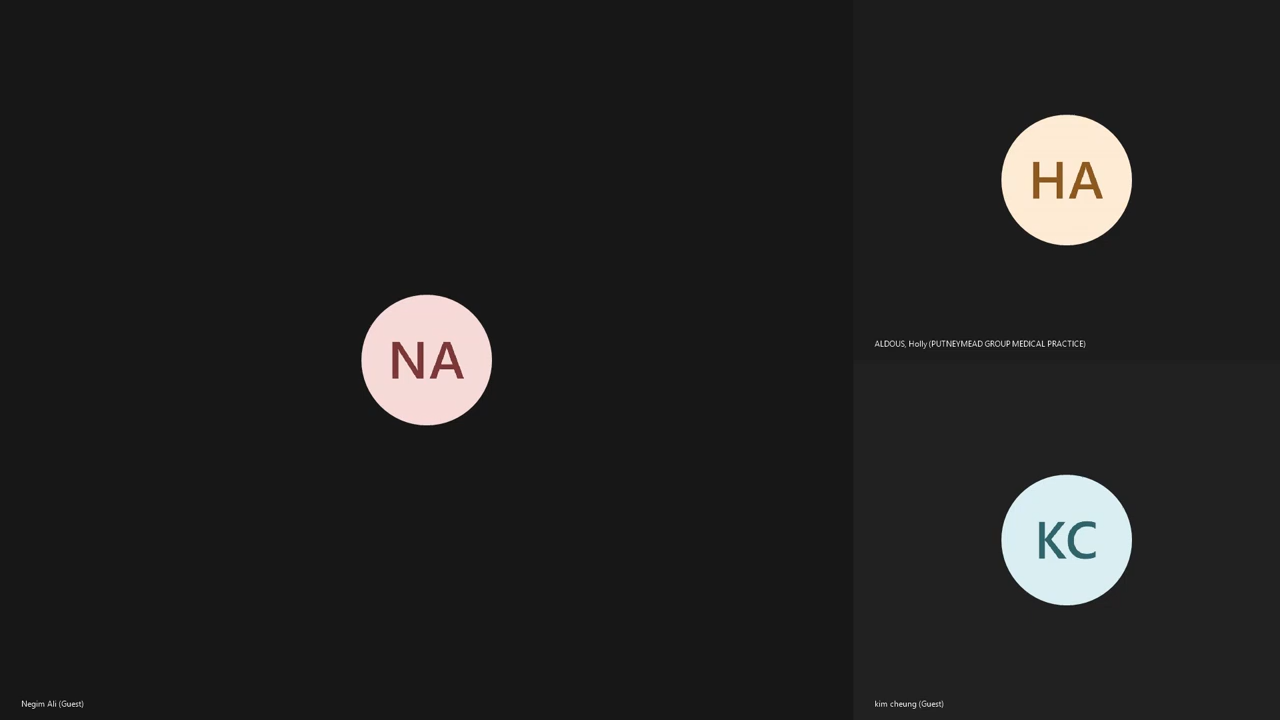 NA
Negim Ali (Guest)
HA
ALDOUS, Holly (PUTNEYMEAD GROUP MEDICAL PRACTICE)
KC
kim cheung (Guest)